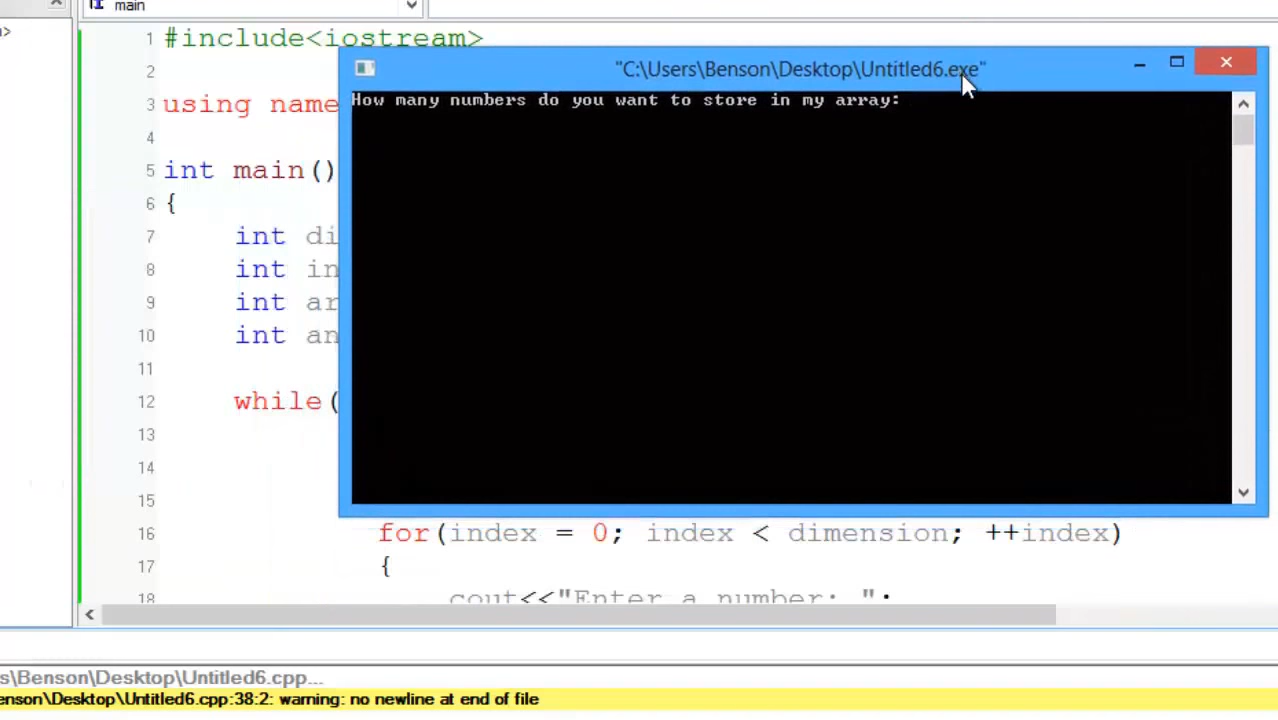 main
>
1 #include<iostream>
"C:\Users\Benson\Desktop\Untitled6.exe"
How many numbers do you want to store in my array:
2
3 using name
4
5 int main()
6 {
7 int di
8 int in
9 int ar
10 int an
11
12 while(
13
14
15
16 for(index = 0; index < dimension; ++index)
17 {
18 cout<<"Enter a number: ";
s\Benson\Desktop\Untitled6.cpp...
enson\Desktop\Untitled6.cpp:38:2: warning: no newline at end of file